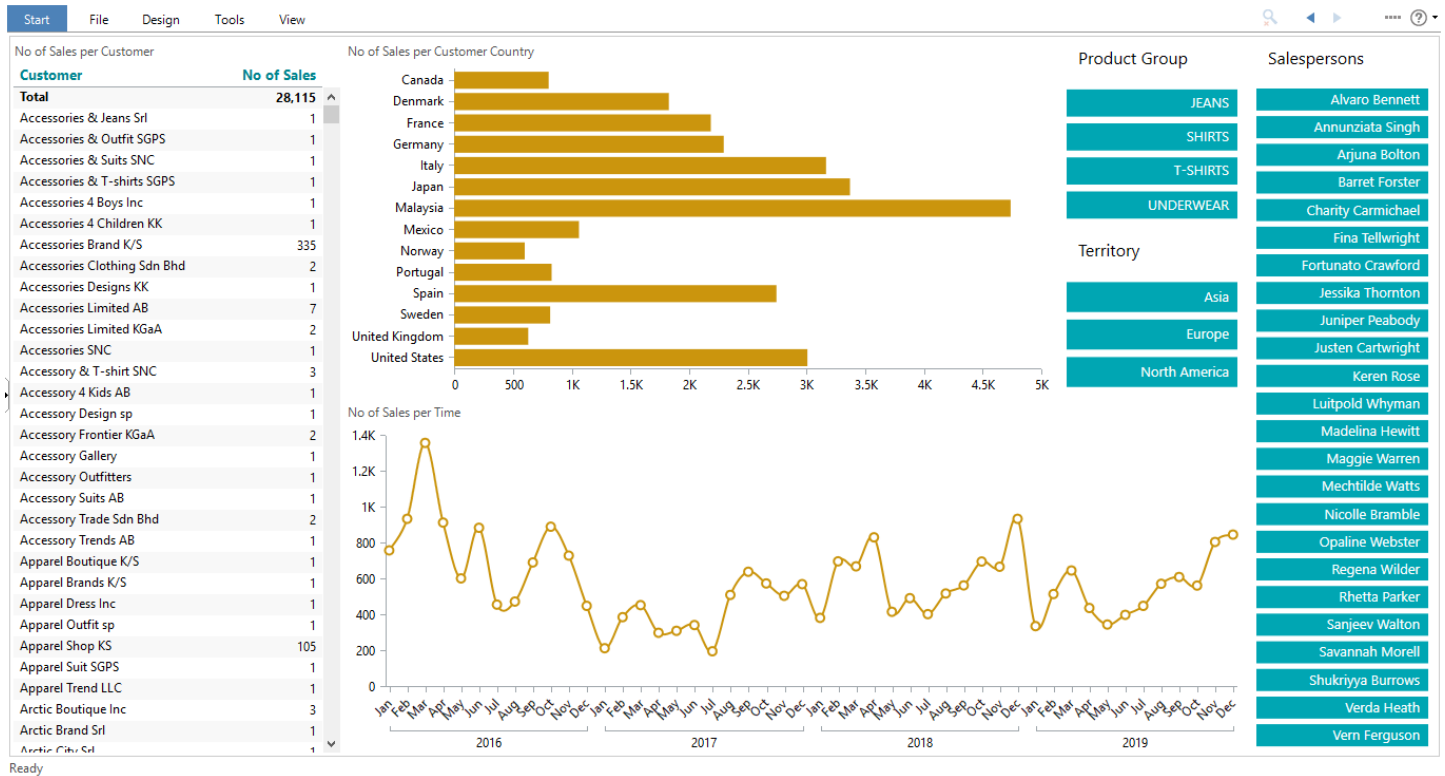 Start File Design Tools View
No of Sales per Customer
Customer No of Sales
Total 28,115
Accessories & Jeans Srl 1
Accessories & Outfit SGPS 1
Accessories & Suits SNC 1
Accessories & T-shirts SGPS 1
Accessories 4 Boys Inc 1
Accessories 4 Children KK 1
Accessories Brand K/S 335
Accessories Clothing Sdn Bhd 2
Accessories Designs KK 1
Accessories Limited AB 7
Accessories Limited KGaA 2
Accessories SNC 1
Accessory & T-shirt SNC 3
Accessory 4 Kids AB 1
Accessory Design sp 1
Accessory Frontier KGaA 2
Accessory Gallery 1
Accessory Outfitters 1
Accessory Suits AB 1
Accessory Trade Sdn Bhd 2
Accessory Trends AB 1
Apparel Boutique K/S 1
Apparel Brands K/S 1
Apparel Dress Inc 1
Apparel Outfit sp 1
Apparel Shop KS 105
Apparel Suit SGPS 1
Apparel Trend LLC 1
Arctic Boutique Inc 3
Arctic Brand Srl 1
Arctic City Srl 1
No of Sales per Customer Country
Canada
Denmark
France
Germany
Italy
Japan
Malaysia
Mexico
Norway
Portugal
Spain
Sweden
United Kingdom
United States
0 500 1K 1.5K 2K 2.5K 3K 3.5K 4K 4.5K 5K
No of Sales per Time
1.4K
1.2K
1K
800
600
400
200
0
Jan Feb Mar Apr May Jun Jul Aug Sep Oct Nov Dec Jan Feb Mar Apr May Jun Jul Aug Sep Oct Nov Dec Jan Feb Mar Apr May Jun Jul Aug Sep Oct Nov Dec Jan Feb Mar Apr May Jun Jul Aug Sep Oct Nov Dec
2016 2017 2018 2019
Product Group
JEANS
SHIRTS
T-SHIRTS
UNDERWEAR
Territory
Asia
Europe
North America
Salespersons
Alvaro Bennett
Annunziata Singh
Arjuna Bolton
Barret Forster
Charity Carmichael
Fina Tellwright
Fortunato Crawford
Jessika Thornton
Juniper Peabody
Justen Cartwright
Keren Rose
Luitpold Whyman
Madelina Hewitt
Maggie Warren
Mechtilde Watts
Nicolle Bramble
Opaline Webster
Regena Wilder
Rhetta Parker
Sanjeev Walton
Savannah Morell
Shukriyya Burrows
Verda Heath
Vern Ferguson
Ready